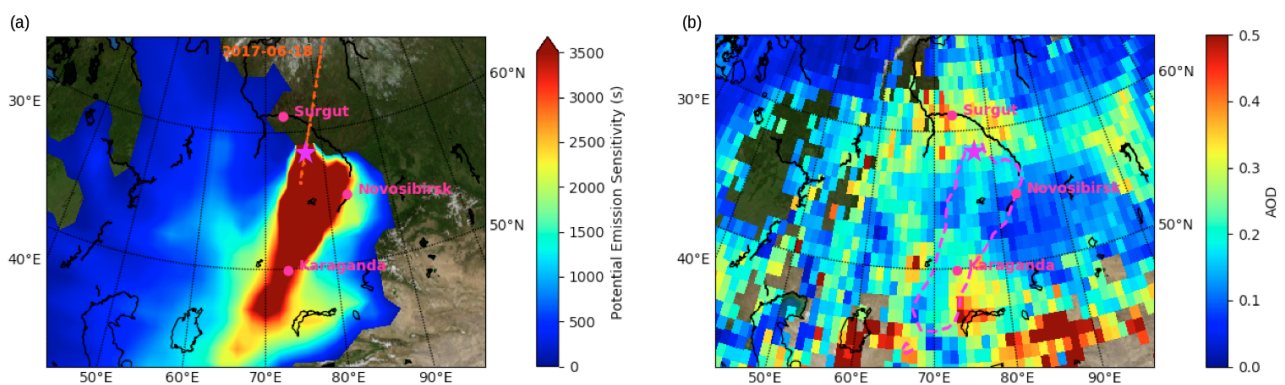 (a)
2017-06-18
Surgut
Novosibirsk
Karaganda
30°E
40°E
60°N
50°N
50°E
60°E
70°E
80°E
90°E
3500
3000
2500
2000
1500
1000
500
0
Potential Emission Sensitivity (s)
(b)
Surgut
Novosibirsk
Karaganda
30°E
40°E
60°N
50°N
50°E
60°E
70°E
80°E
90°E
0.5
0.4
0.3
0.2
0.1
0.0
AOD